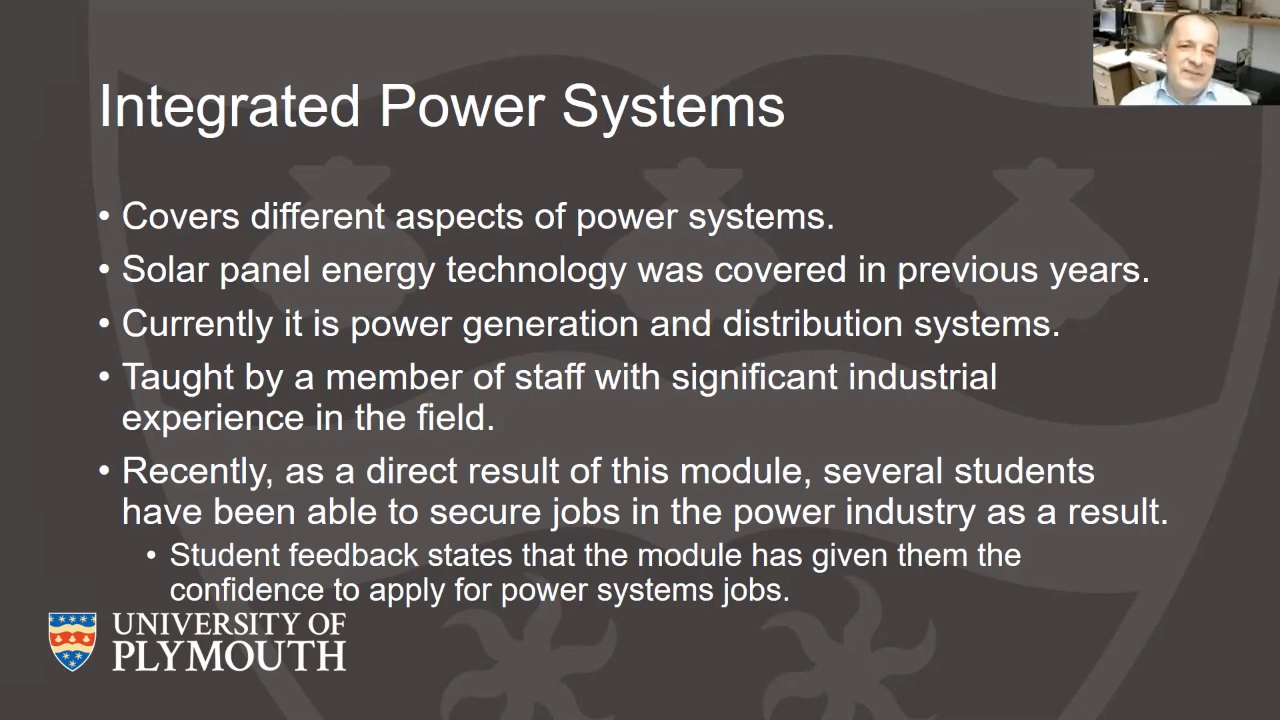 Integrated Power Systems
• Covers different aspects of power systems.
• Solar panel energy technology was covered in previous years.
• Currently it is power generation and distribution systems.
• Taught by a member of staff with significant industrial
experience in the field.
• Recently, as a direct result of this module, several students
have been able to secure jobs in the power industry as a result.
• Student feedback states that the module has given them the
confidence to apply for power systems jobs.
UNIVERSITY OF
PLYMOUTH